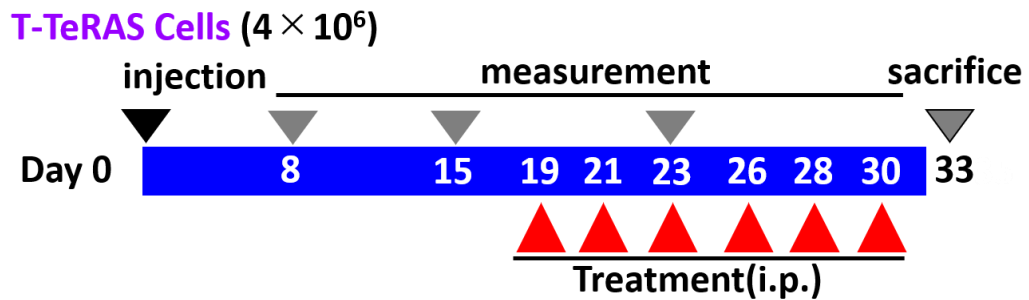 T-TeRAS Cells (4×10⁶)
injection measurement sacrifice
Day 0 8 15 19 21 23 26 28 30 33
Treatment(i.p.)